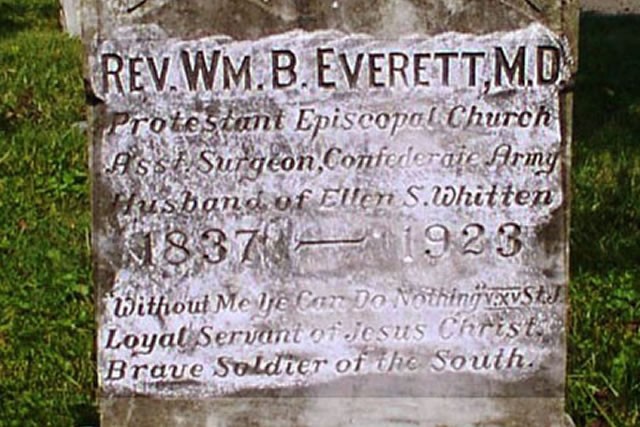 REV. WM. B. EVERETT, M.D.
Protestant Episcopal Church
Asst. Surgeon, Confederate Army
Husband of Ellen S. Whitten
1837 — 1923
"Without Me Ye Can Do Nothing" V. XV St. J.
Loyal Servant of Jesus Christ.
Brave Soldier of the South.